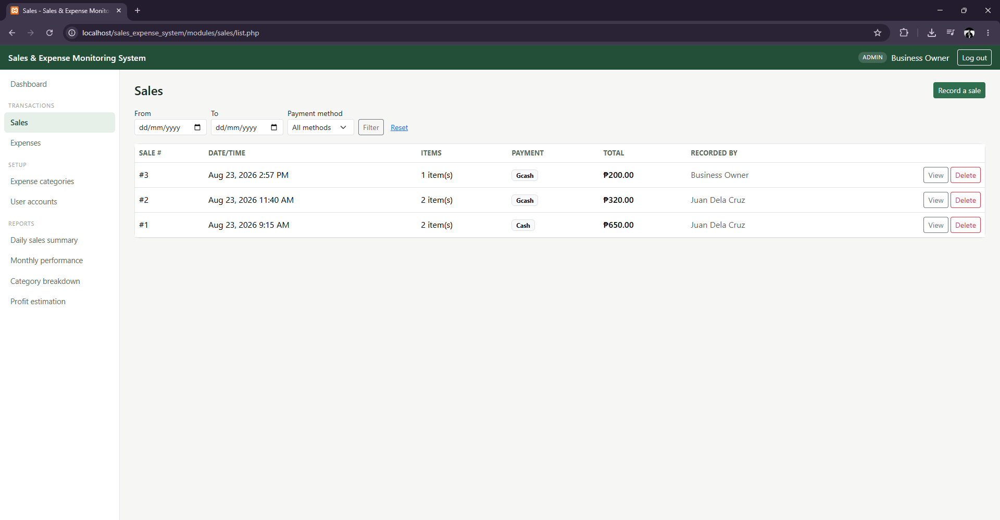 Sales - Sales & Expense Monito
localhost/sales_expense_system/modules/sales/list.php
Sales & Expense Monitoring System
ADMIN Business Owner Log out
Dashboard
TRANSACTIONS
Sales
Expenses
SETUP
Expense categories
User accounts
REPORTS
Daily sales summary
Monthly performance
Category breakdown
Profit estimation
Sales Record a sale
From To Payment method
dd/mm/yyyy dd/mm/yyyy All methods Filter Reset
SALE # DATE/TIME ITEMS PAYMENT TOTAL RECORDED BY
#3 Aug 23, 2026 2:57 PM 1 item(s) Gcash ₱200.00 Business Owner View Delete
#2 Aug 23, 2026 11:40 AM 2 item(s) Gcash ₱320.00 Juan Dela Cruz View Delete
#1 Aug 23, 2026 9:15 AM 2 item(s) Cash ₱650.00 Juan Dela Cruz View Delete